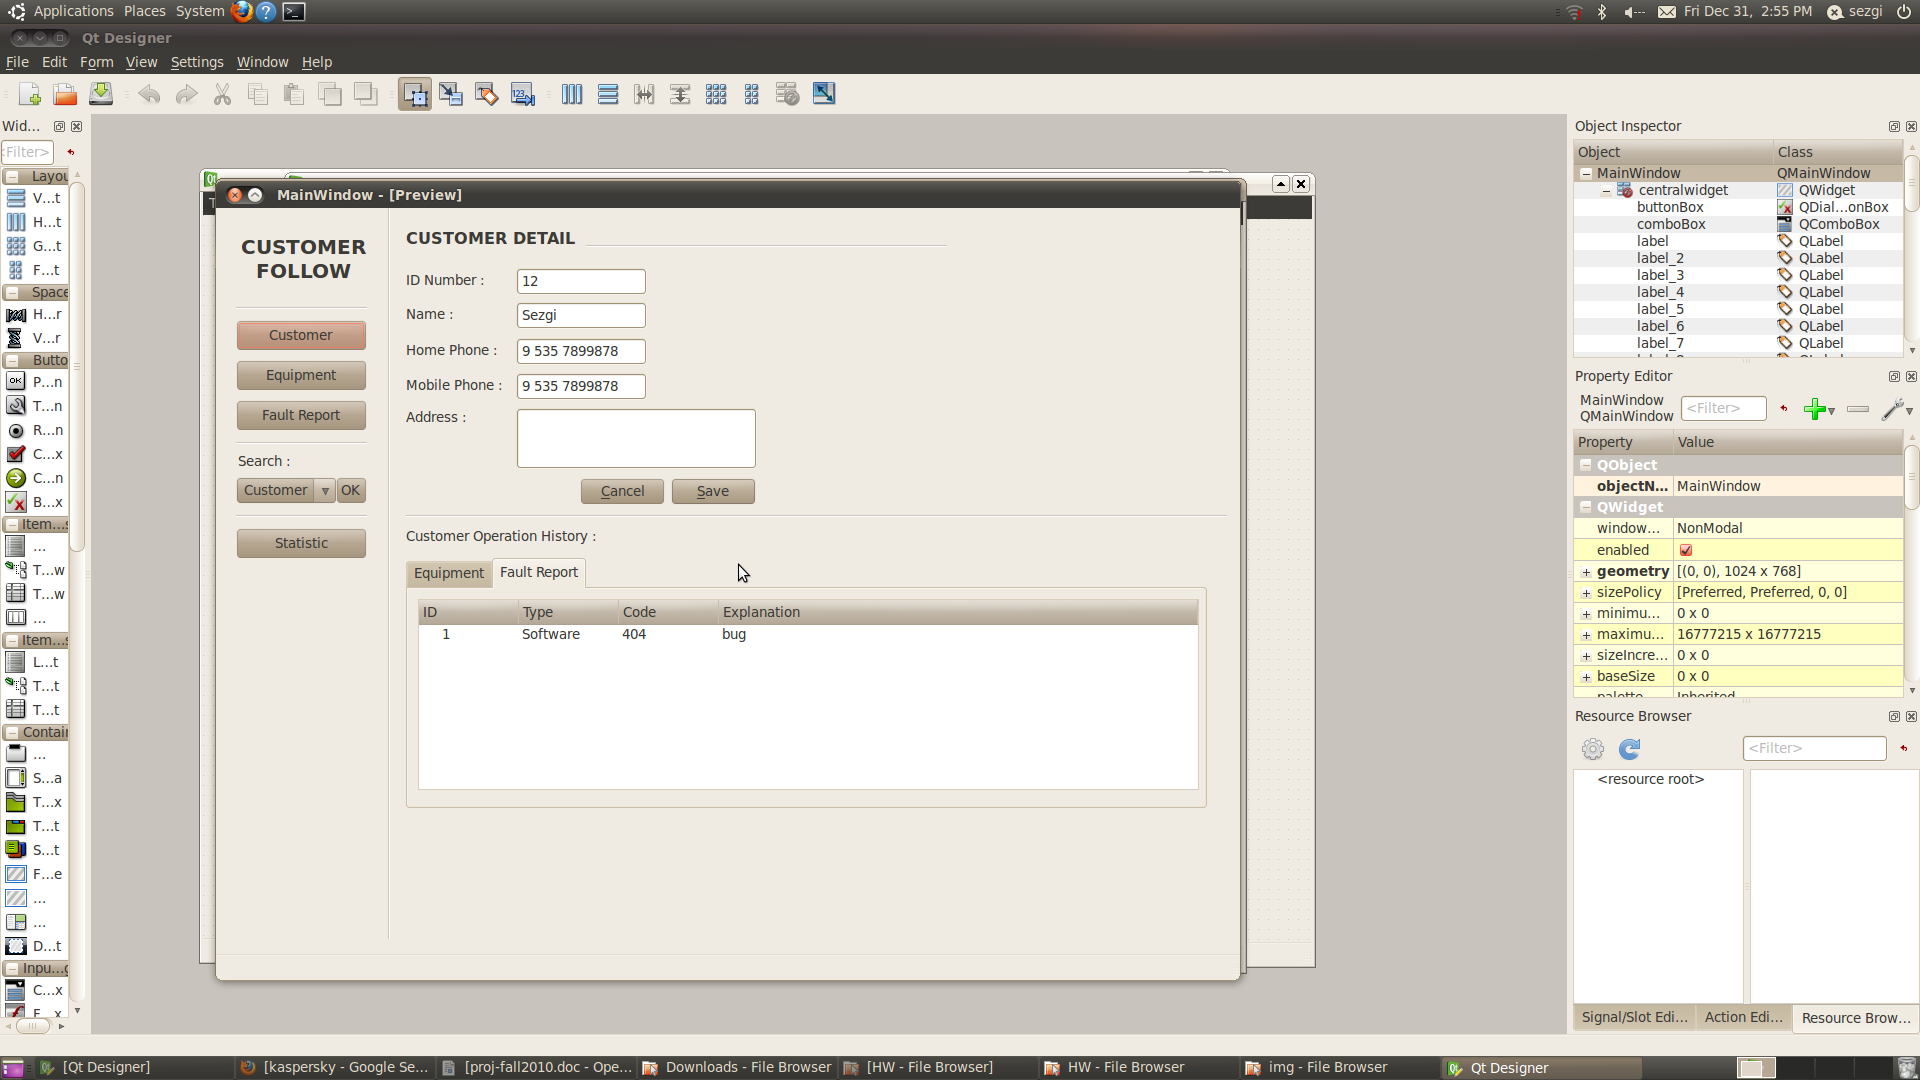 Applications Places System
Fri Dec 31, 2:55 PM
sezgi
Qt Designer
File Edit Form View Settings Window Help
Wid...
<Filter>
Layou
V...t
H...t
G...t
F...t
Space
H...r
V...r
Butto
P...n
T...n
R...n
C...x
C...n
B...x
Item...s
...
T...w
T...w
...
Item...s
L...t
T...t
T...t
Contai
...
S...a
T...x
T...t
S...t
F...e
...
...
D...t
Inpu...
C...x
F...x
MainWindow - [Preview]
CUSTOMER
FOLLOW
Customer
Equipment
Fault Report
Search :
Customer OK
Statistic
CUSTOMER DETAIL
ID Number : 12
Name : Sezgi
Home Phone : 9 535 7899878
Mobile Phone : 9 535 7899878
Address :
Cancel Save
Customer Operation History :
Equipment Fault Report
ID Type Code Explanation
1 Software 404 bug
Object Inspector
Object Class
MainWindow QMainWindow
centralwidget QWidget
buttonBox QDial...onBox
comboBox QComboBox
label QLabel
label_2 QLabel
label_3 QLabel
label_4 QLabel
label_5 QLabel
label_6 QLabel
label_7 QLabel
Property Editor
MainWindow
QMainWindow
<Filter>
Property Value
QObject
objectN... MainWindow
QWidget
window... NonModal
enabled
geometry [(0, 0), 1024 x 768]
sizePolicy [Preferred, Preferred, 0, 0]
minimu... 0 x 0
maximu... 16777215 x 16777215
sizeIncre... 0 x 0
baseSize 0 x 0
palette Inherited
Resource Browser
<Filter>
<resource root>
Signal/Slot Edi... Action Edi... Resource Brow...
[Qt Designer] [kaspersky - Google Se... [proj-fall2010.doc - Ope... Downloads - File Browser [HW - File Browser] HW - File Browser img - File Browser Qt Designer